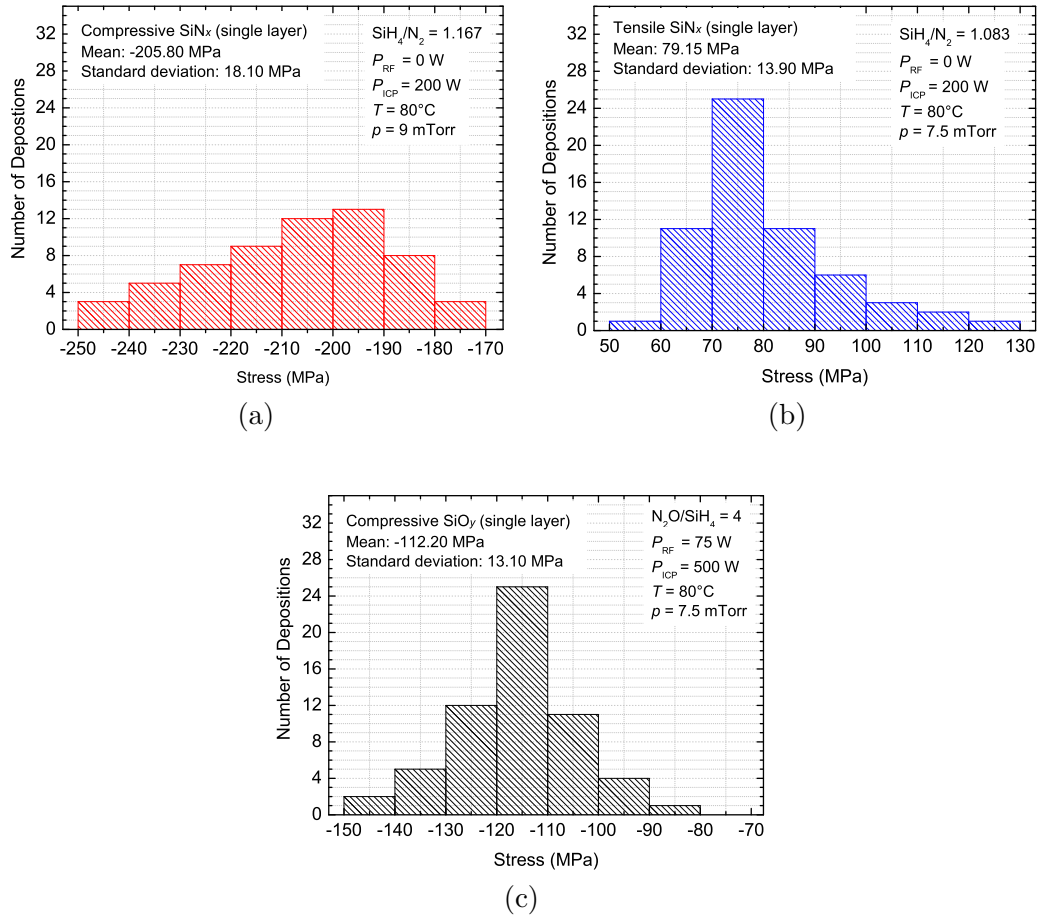 Compressive SiNx (single layer)
Mean: -205.80 MPa
Standard deviation: 18.10 MPa
SiH4/N2 = 1.167
PRF = 0 W
PICP = 200 W
T = 80°C
p = 9 mTorr
Number of Depositions
32
28
24
20
16
12
8
4
0
-250 -240 -230 -220 -210 -200 -190 -180 -170
Stress (MPa)
(a)
Tensile SiNx (single layer)
Mean: 79.15 MPa
Standard deviation: 13.90 MPa
SiH4/N2 = 1.083
PRF = 0 W
PICP = 200 W
T = 80°C
p = 7.5 mTorr
Number of Depositions
32
28
24
20
16
12
8
4
0
50 60 70 80 90 100 110 120 130
Stress (MPa)
(b)
Compressive SiOy (single layer)
Mean: -112.20 MPa
Standard deviation: 13.10 MPa
N2O/SiH4 = 4
PRF = 75 W
PICP = 500 W
T = 80°C
p = 7.5 mTorr
Number of Depositions
32
28
24
20
16
12
8
4
0
-150 -140 -130 -120 -110 -100 -90 -80 -70
Stress (MPa)
(c)